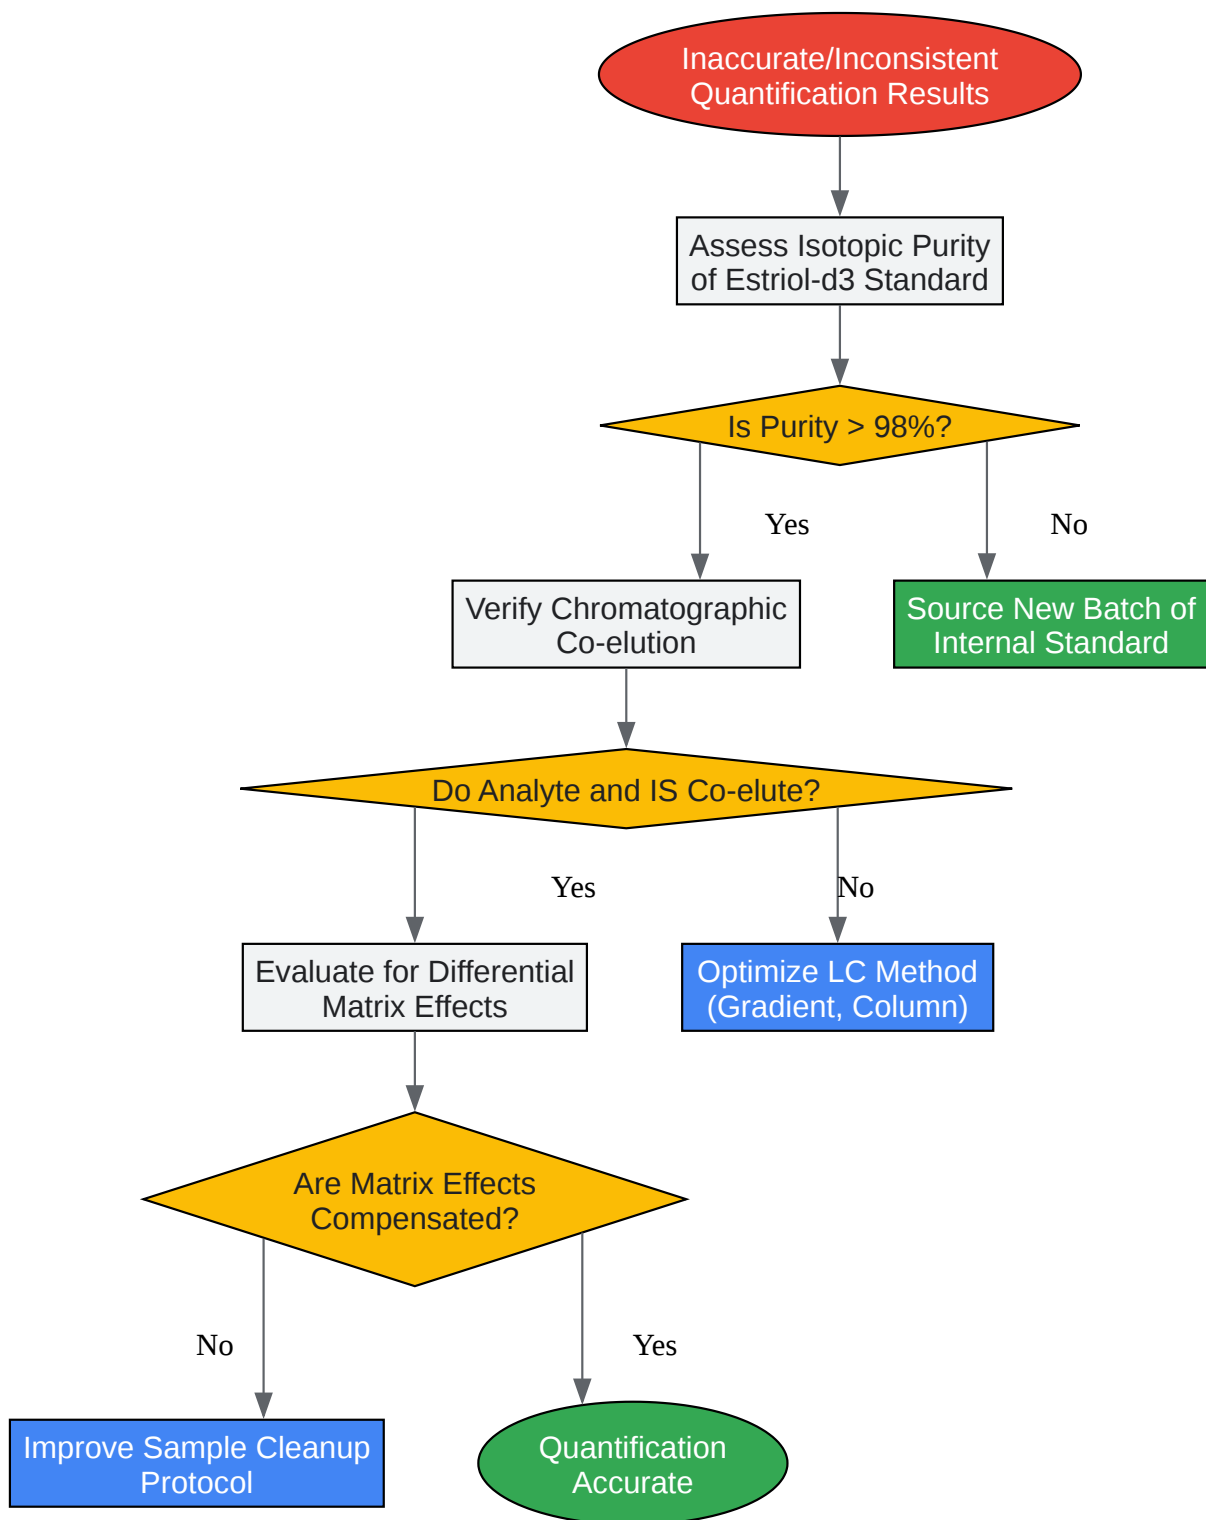 Inaccurate/Inconsistent
Quantification Results
Assess Isotopic Purity
of Estriol-d3 Standard
Is Purity > 98%?
Yes
No
Verify Chromatographic
Co-elution
Source New Batch of
Internal Standard
Do Analyte and IS Co-elute?
Yes
No
Evaluate for Differential
Matrix Effects
Optimize LC Method
(Gradient, Column)
Are Matrix Effects
Compensated?
No
Yes
Improve Sample Cleanup
Protocol
Quantification
Accurate